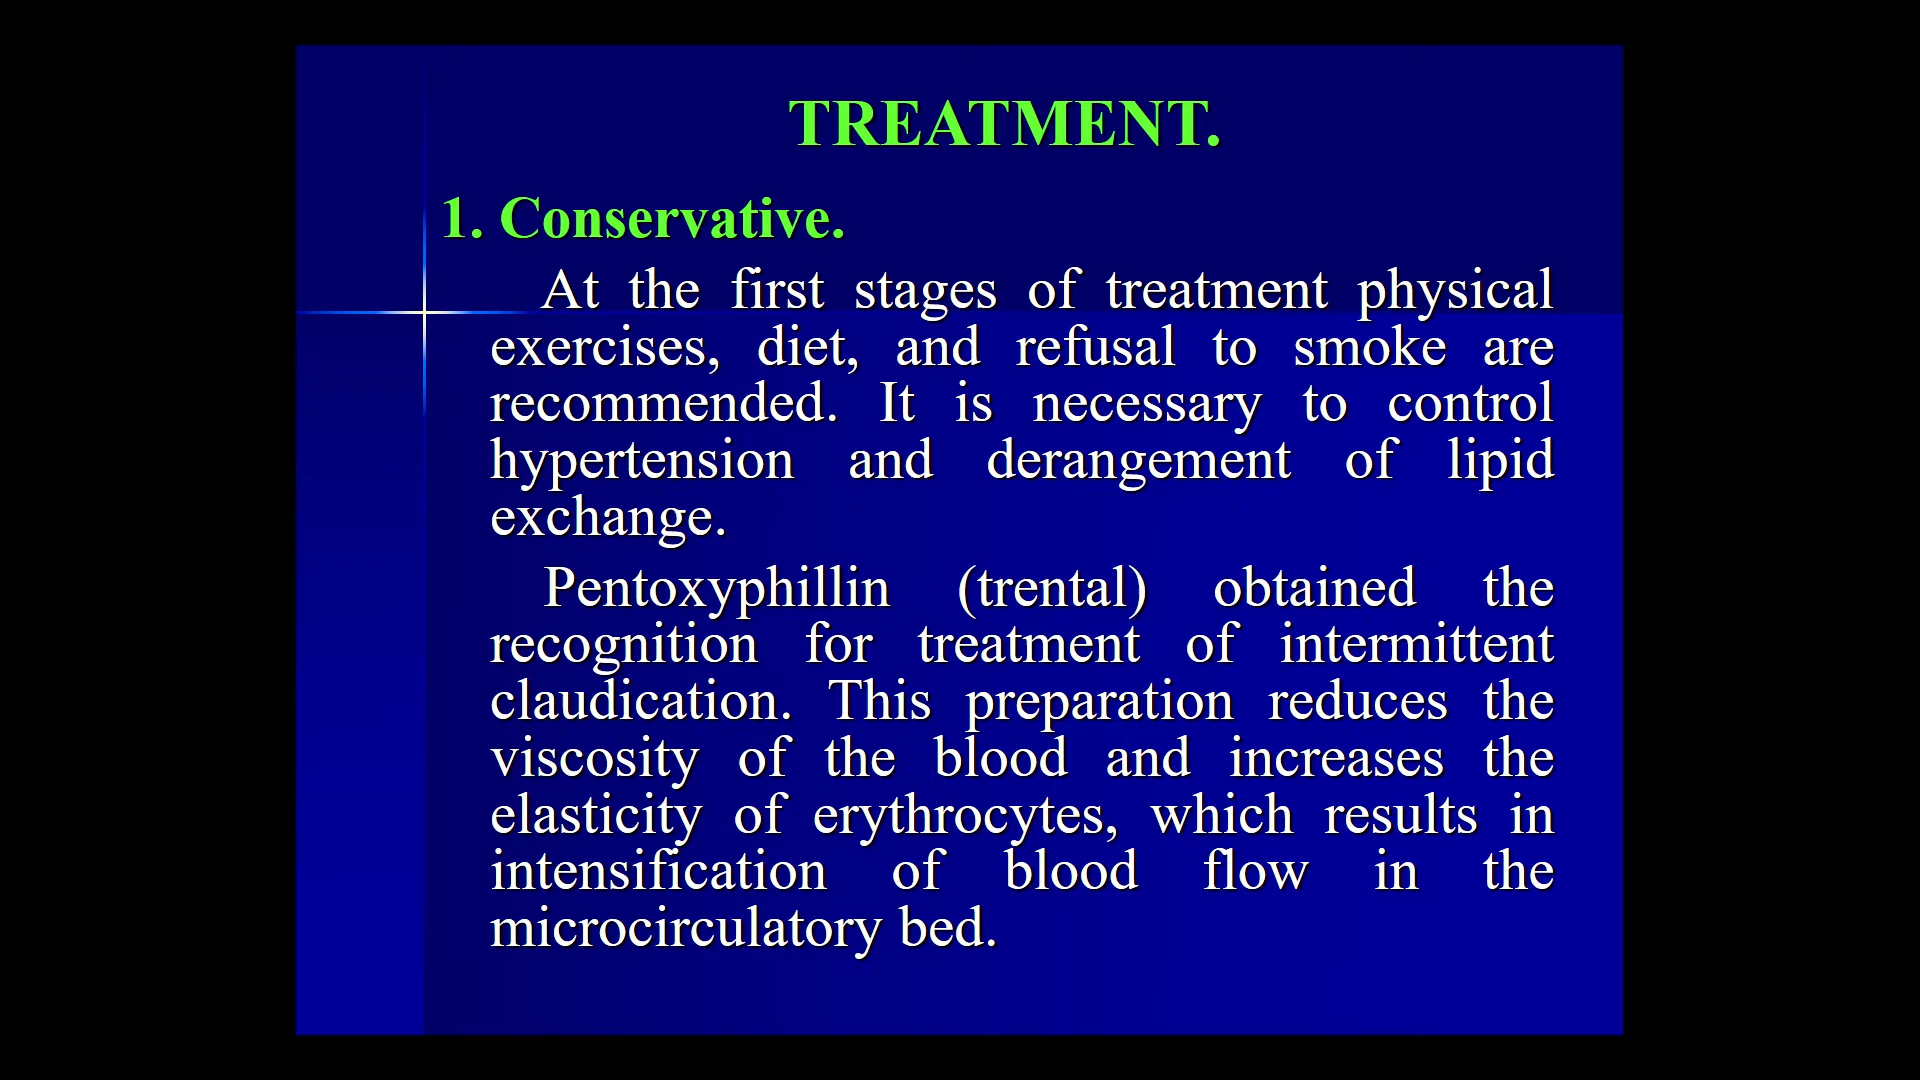 TREATMENT.
1. Conservative.
At the first stages of treatment physical
exercises, diet, and refusal to smoke are
recommended. It is necessary to control
hypertension and derangement of lipid
exchange.
Pentoxyphillin (trental) obtained the
recognition for treatment of intermittent
claudication. This preparation reduces the
viscosity of the blood and increases the
elasticity of erythrocytes, which results in
intensification of blood flow in the
microcirculatory bed.